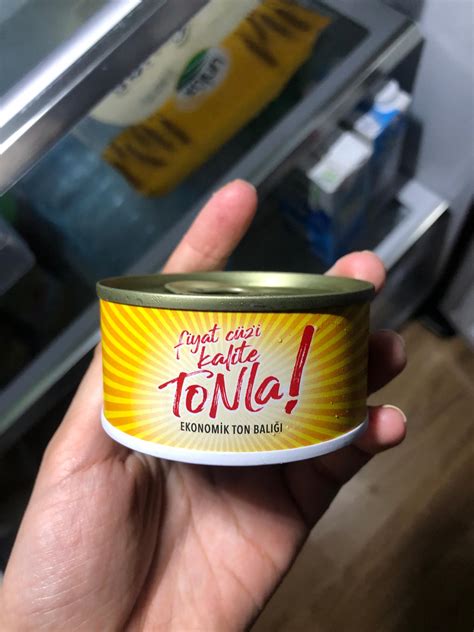 fiyat cüzi
kalite
TONla!
EKONOMİK TON BALIĞI